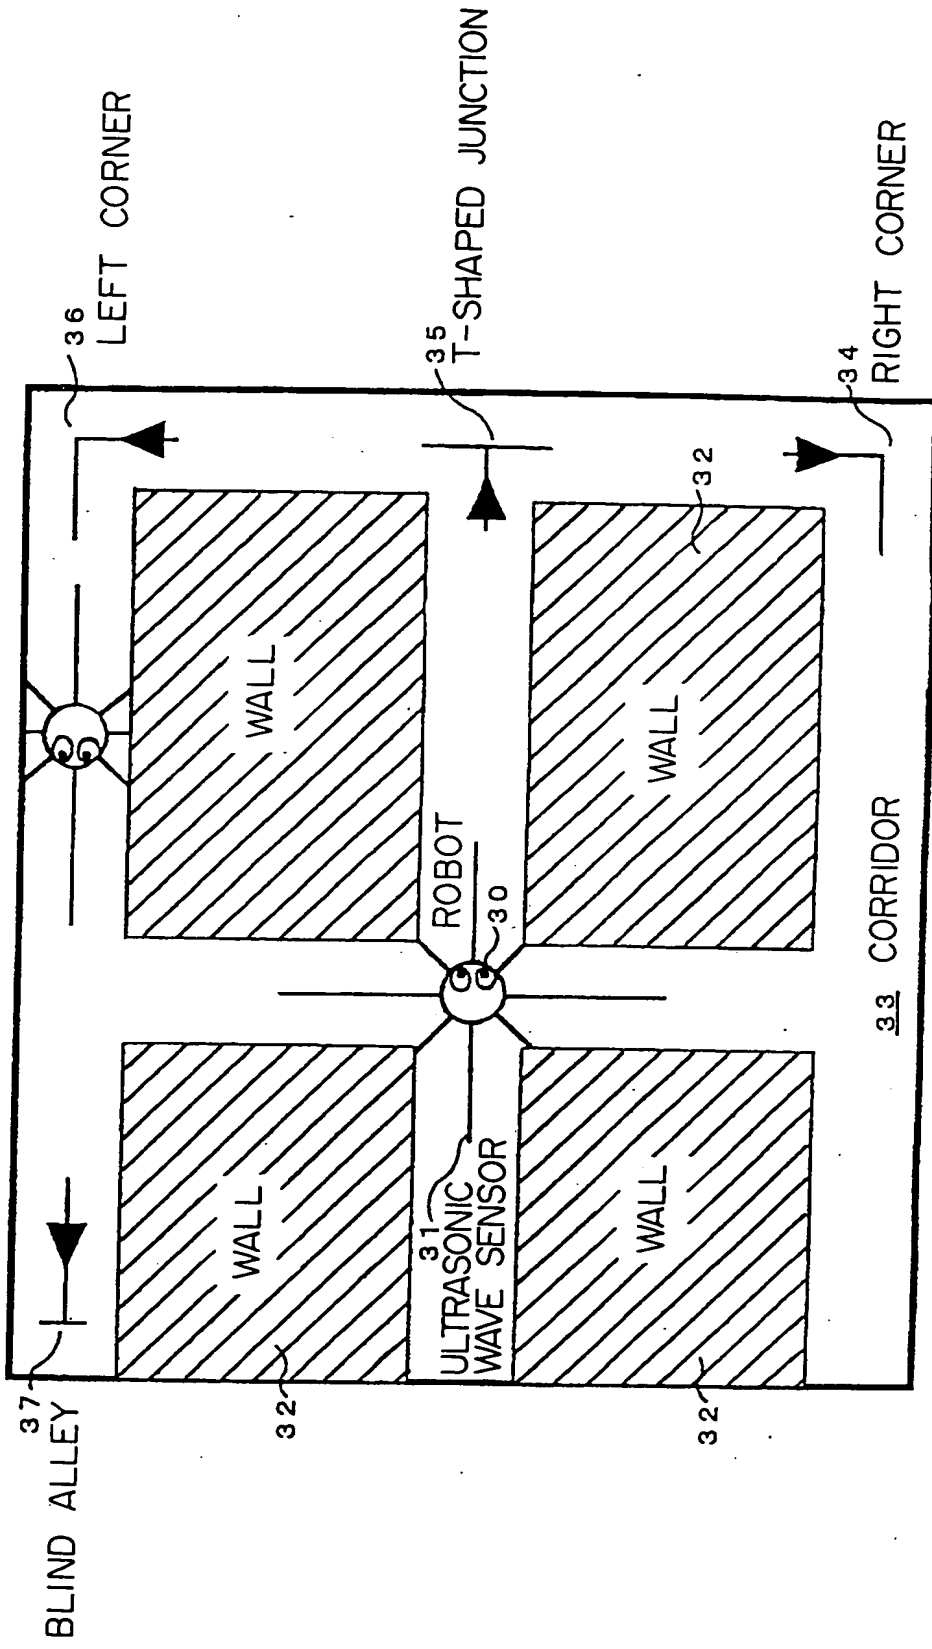 37
BLIND ALLEY
36
LEFT CORNER
WALL
WALL
32
31
ULTRASONIC
WAVE SENSOR
ROBOT
30
35
T-SHAPED JUNCTION
WALL
WALL
32
32
34
RIGHT CORNER
33 CORRIDOR